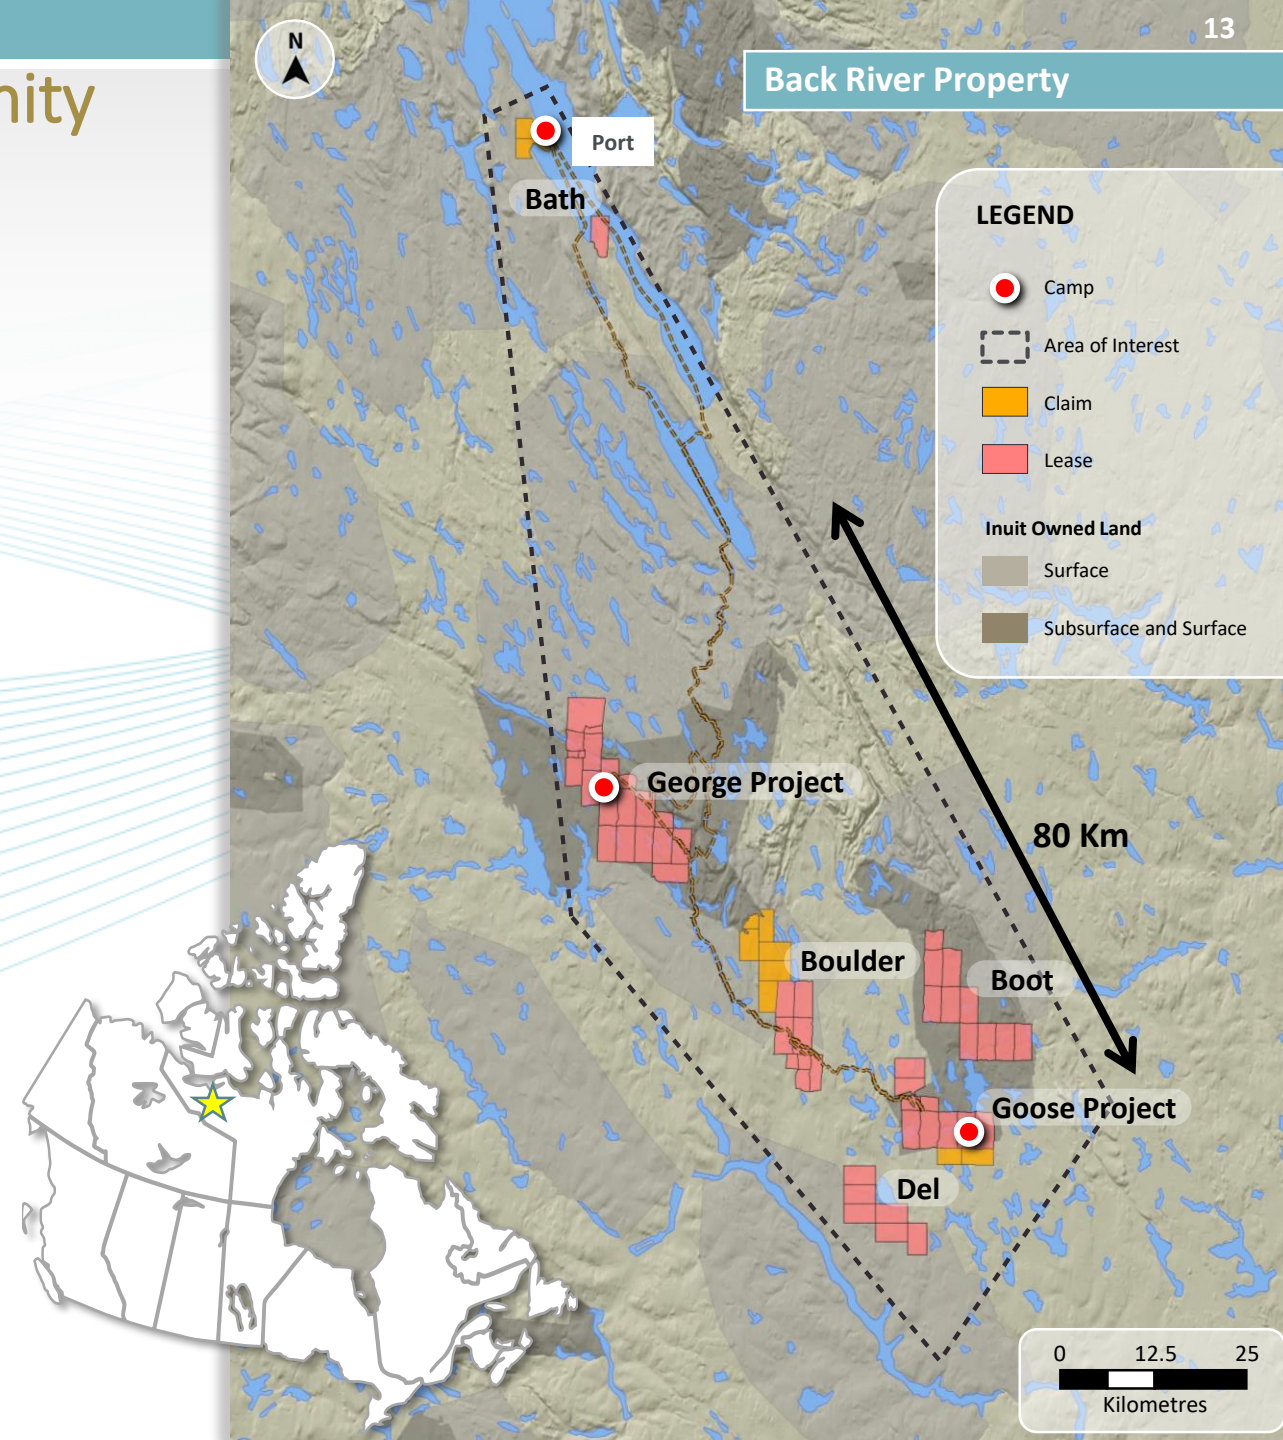 13
nity
Back River Property
N
Port
Bath
LEGEND
Camp
Area of Interest
Claim
Lease
Inuit Owned Land
Surface
Subsurface and Surface
George Project
80 Km
Boulder
Boot
Goose Project
Del
0 12.5 25
Kilometres